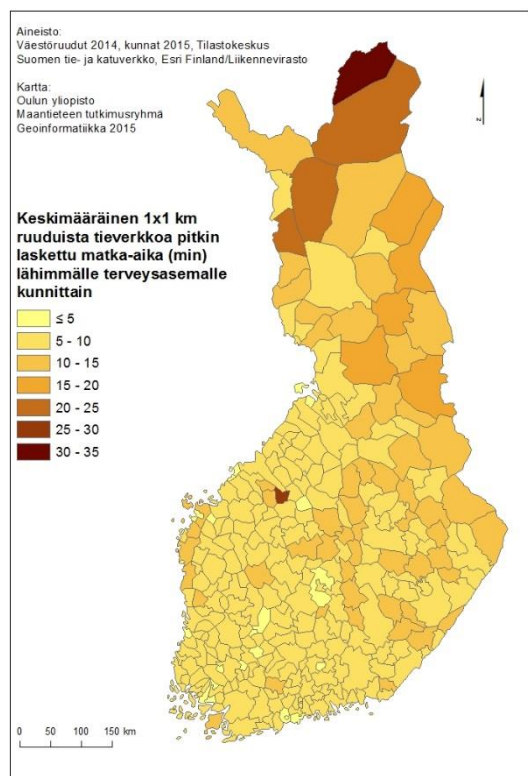 Aineisto:
Väestöruudut 2014, kunnat 2015, Tilastokeskus
Suomen tie- ja katuverkko, Esri Finland/Liikennevirasto
Kartta:
Oulun yliopisto
Maantieteen tutkimusryhmä
Geoinformatiikka 2015
z
Keskimääräinen 1x1 km
ruuduista tieverkkoa pitkin
laskettu matka-aika (min)
lähimmälle terveysasemalle
kunnittain
≤ 5
5 - 10
10 - 15
15 - 20
20 - 25
25 - 30
30 - 35
0 50 100 150 km